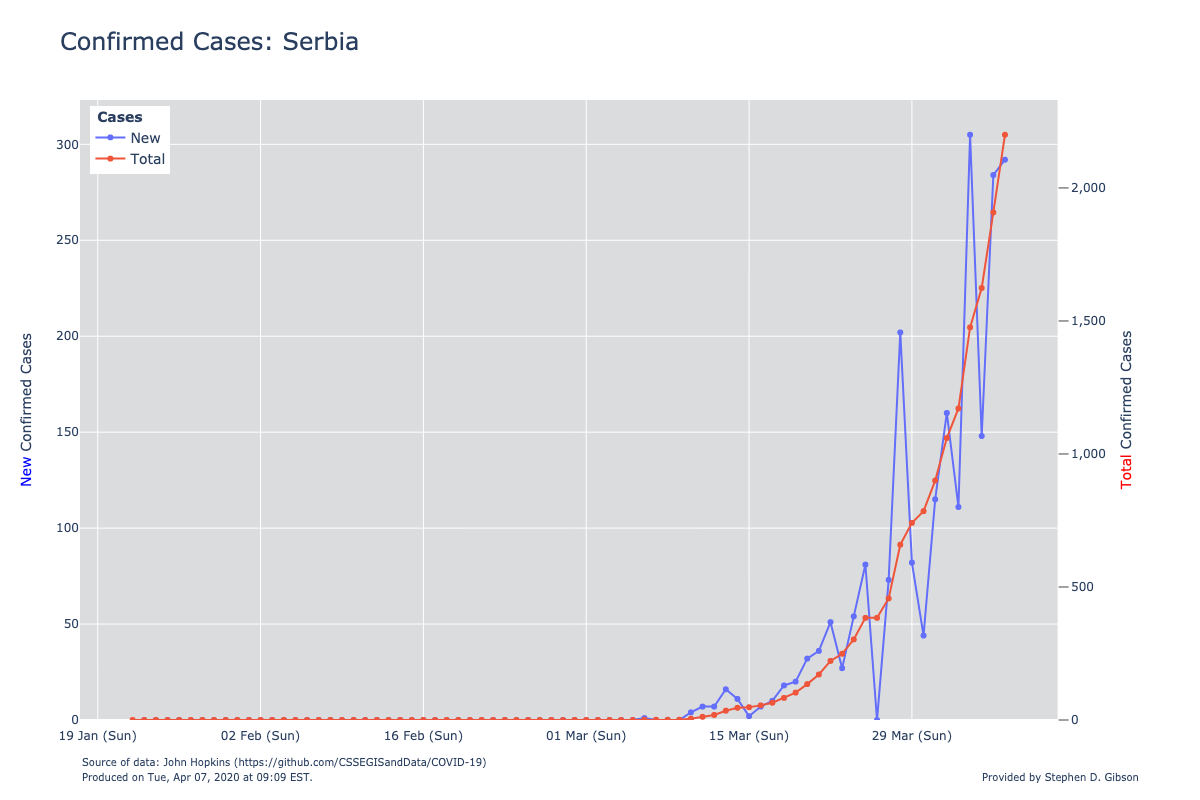 Confirmed Cases: Serbia
Cases
New
Total
300
250
200
150
100
50
0
2,000
1,500
1,000
500
0
New Confirmed Cases
Total Confirmed Cases
19 Jan (Sun)
02 Feb (Sun)
16 Feb (Sun)
01 Mar (Sun)
15 Mar (Sun)
29 Mar (Sun)
Source of data: John Hopkins (https://github.com/CSSEGISandData/COVID-19)
Produced on Tue, Apr 07, 2020 at 09:09 EST.
Provided by Stephen D. Gibson